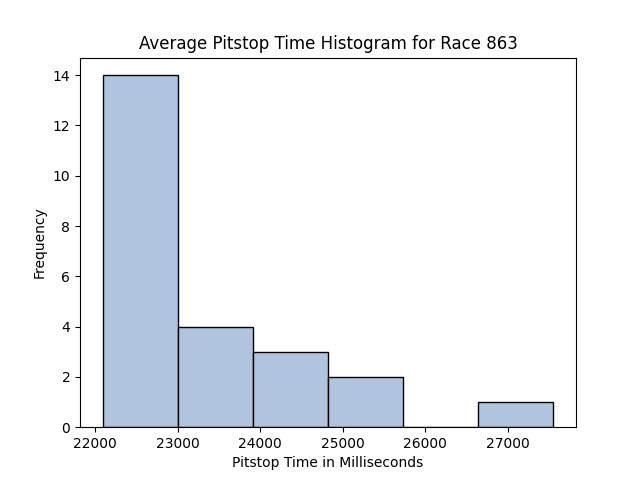 Average Pitstop Time Histogram for Race 863
14
12
10
8
6
4
2
0
Frequency
22000 23000 24000 25000 26000 27000
Pitstop Time in Milliseconds